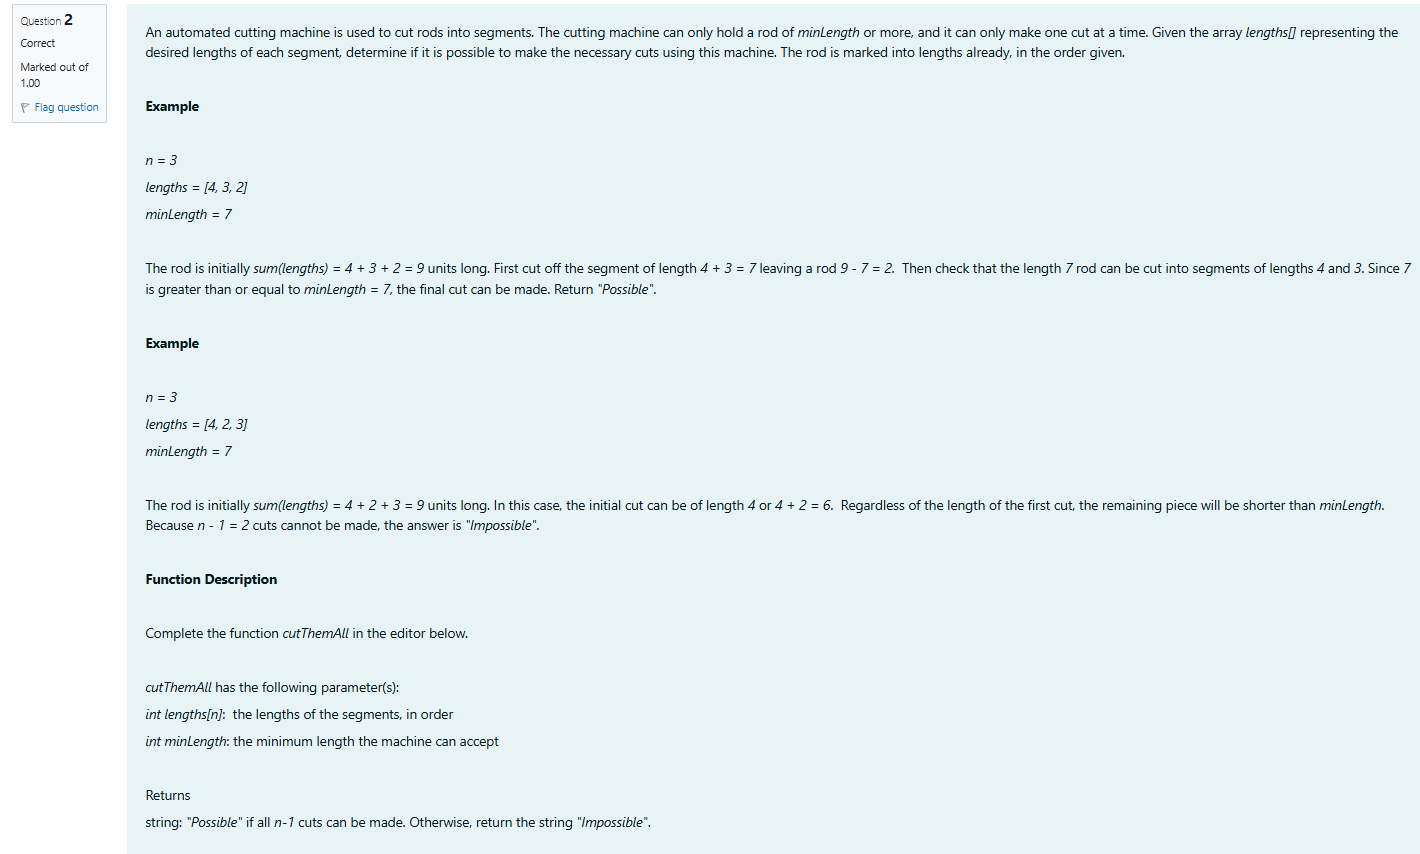 Question 2
Correct
Marked out of
1.00
Flag question
An automated cutting machine is used to cut rods into segments. The cutting machine can only hold a rod of minLength or more, and it can only make one cut at a time. Given the array lengths[] representing the
desired lengths of each segment, determine if it is possible to make the necessary cuts using this machine. The rod is marked into lengths already, in the order given.
Example
n = 3
lengths = [4, 3, 2]
minLength = 7
The rod is initially sum(lengths) = 4 + 3 + 2 = 9 units long. First cut off the segment of length 4 + 3 = 7 leaving a rod 9 - 7 = 2. Then check that the length 7 rod can be cut into segments of lengths 4 and 3. Since 7
is greater than or equal to minLength = 7, the final cut can be made. Return "Possible".
Example
n = 3
lengths = [4, 2, 3]
minLength = 7
The rod is initially sum(lengths) = 4 + 2 + 3 = 9 units long. In this case, the initial cut can be of length 4 or 4 + 2 = 6. Regardless of the length of the first cut, the remaining piece will be shorter than minLength.
Because n - 1 = 2 cuts cannot be made, the answer is "Impossible".
Function Description
Complete the function cutThemAll in the editor below.
cutThemAll has the following parameter(s):
int lengths[n]: the lengths of the segments, in order
int minLength: the minimum length the machine can accept
Returns
string: "Possible" if all n-1 cuts can be made. Otherwise, return the string "Impossible".